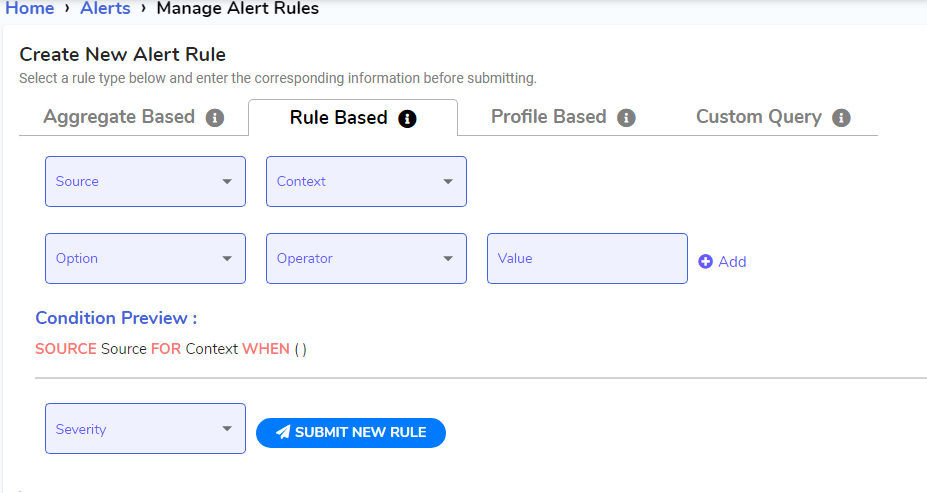 Home › Alerts › Manage Alert Rules
Create New Alert Rule
Select a rule type below and enter the corresponding information before submitting.
Aggregate Based Rule Based Profile Based Custom Query
Source Context
Option Operator Value Add
Condition Preview :
SOURCE Source FOR Context WHEN ( )
Severity SUBMIT NEW RULE